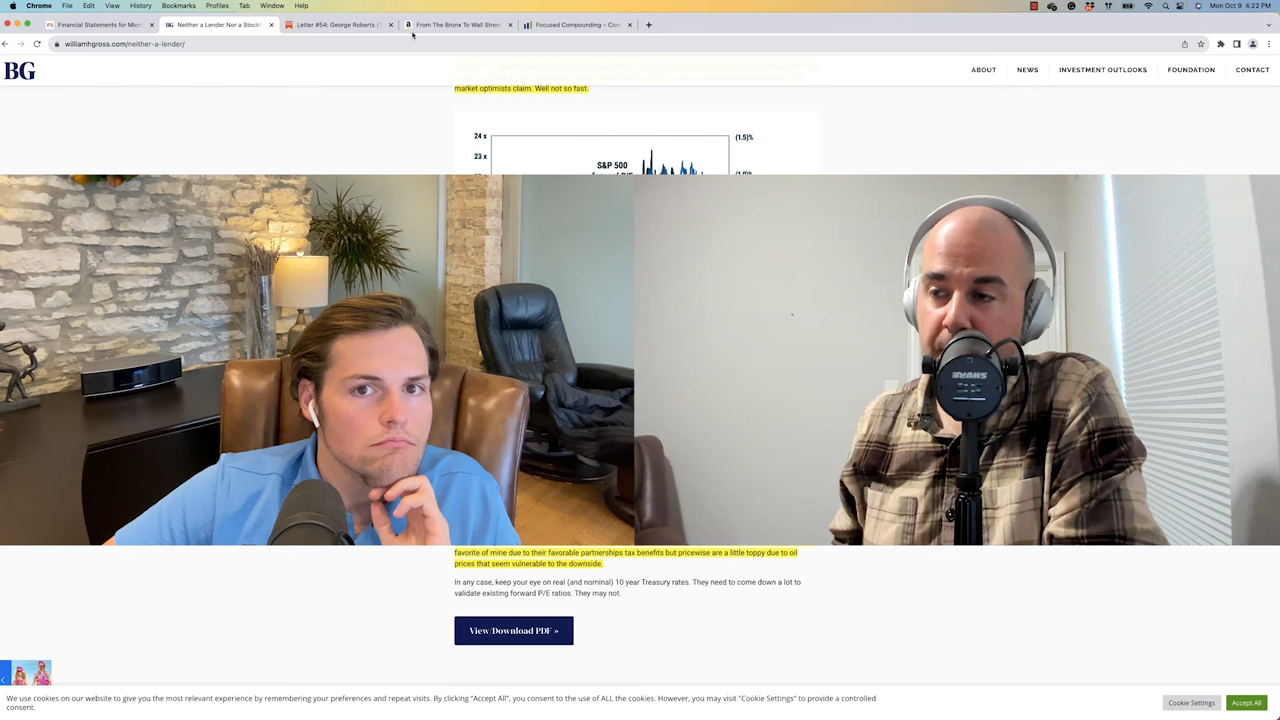 Chrome File Edit View History Bookmarks Profiles Tab Window Help
Mon Oct 9 4:22 PM
Financial Statements for Micro
BG Neither a Lender Nor a Stockh
Letter #54: George Roberts (
From The Bronx To Wall Street
Focused Compounding – Com
williamhgross.com/neither-a-lender/
BG
ABOUT NEWS INVESTMENT OUTLOOKS FOUNDATION CONTACT
market optimists claim. Well not so fast.
24 x
(1.5)%
23 x
S&P 500
SHURE
favorite of mine due to their favorable partnerships tax benefits but pricewise are a little toppy due to oil
prices that seem vulnerable to the downside.
In any case, keep your eye on real (and nominal) 10 year Treasury rates. They need to come down a lot to
validate existing forward P/E ratios. They may not.
View/Download PDF »
We use cookies on our website to give you the most relevant experience by remembering your preferences and repeat visits. By clicking "Accept All", you consent to the use of ALL the cookies. However, you may visit "Cookie Settings" to provide a controlled
consent.
Cookie Settings
Accept All